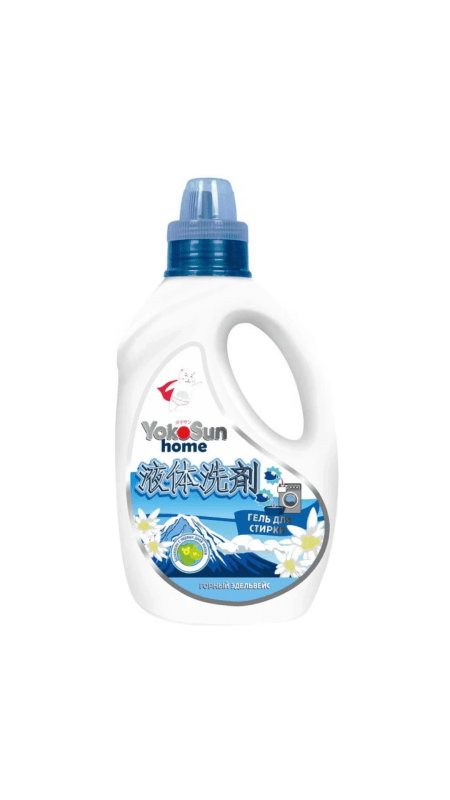 YokoSun
home
液体洗剤
ГЕЛЬ ДЛЯ
СТИРКИ
ГОРНЫЙ ЭДЕЛЬВЕЙС